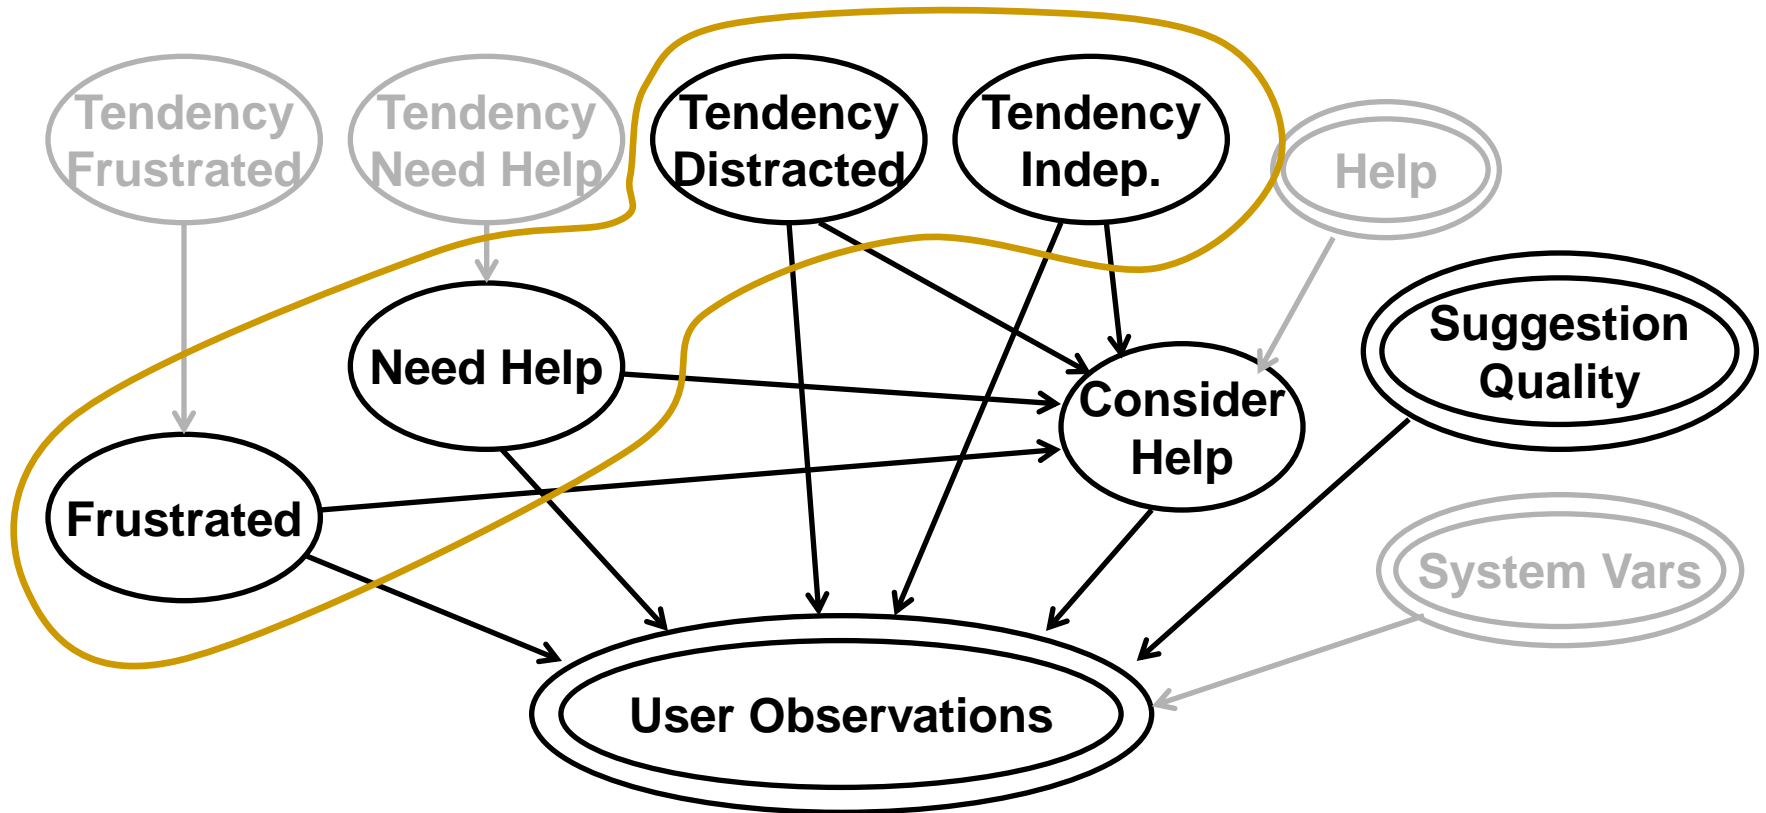 Tendency
Frustrated
Tendency
Need Help
Tendency
Distracted
Tendency
Indep.
Help
Suggestion
Quality
Need Help
Consider
Help
Frustrated
System Vars
User Observations